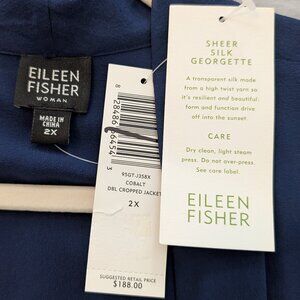 EILEEN
FISHER
WOMAN
MADE IN
CHINA
2X
95GT-J358X
COBALT
DBL CROPPED JACKET
2X
SUGGESTED RETAIL PRICE
$188.00
SHEER
SILK
GEORGETTE
A transparent silk made
from a high twist yarn so
it's resilient and beautiful.
Form and function drive
off into the sunset.
CARE
Dry clean, light steam
press. Do not over-press.
See care label.
EILEEN
FISHER